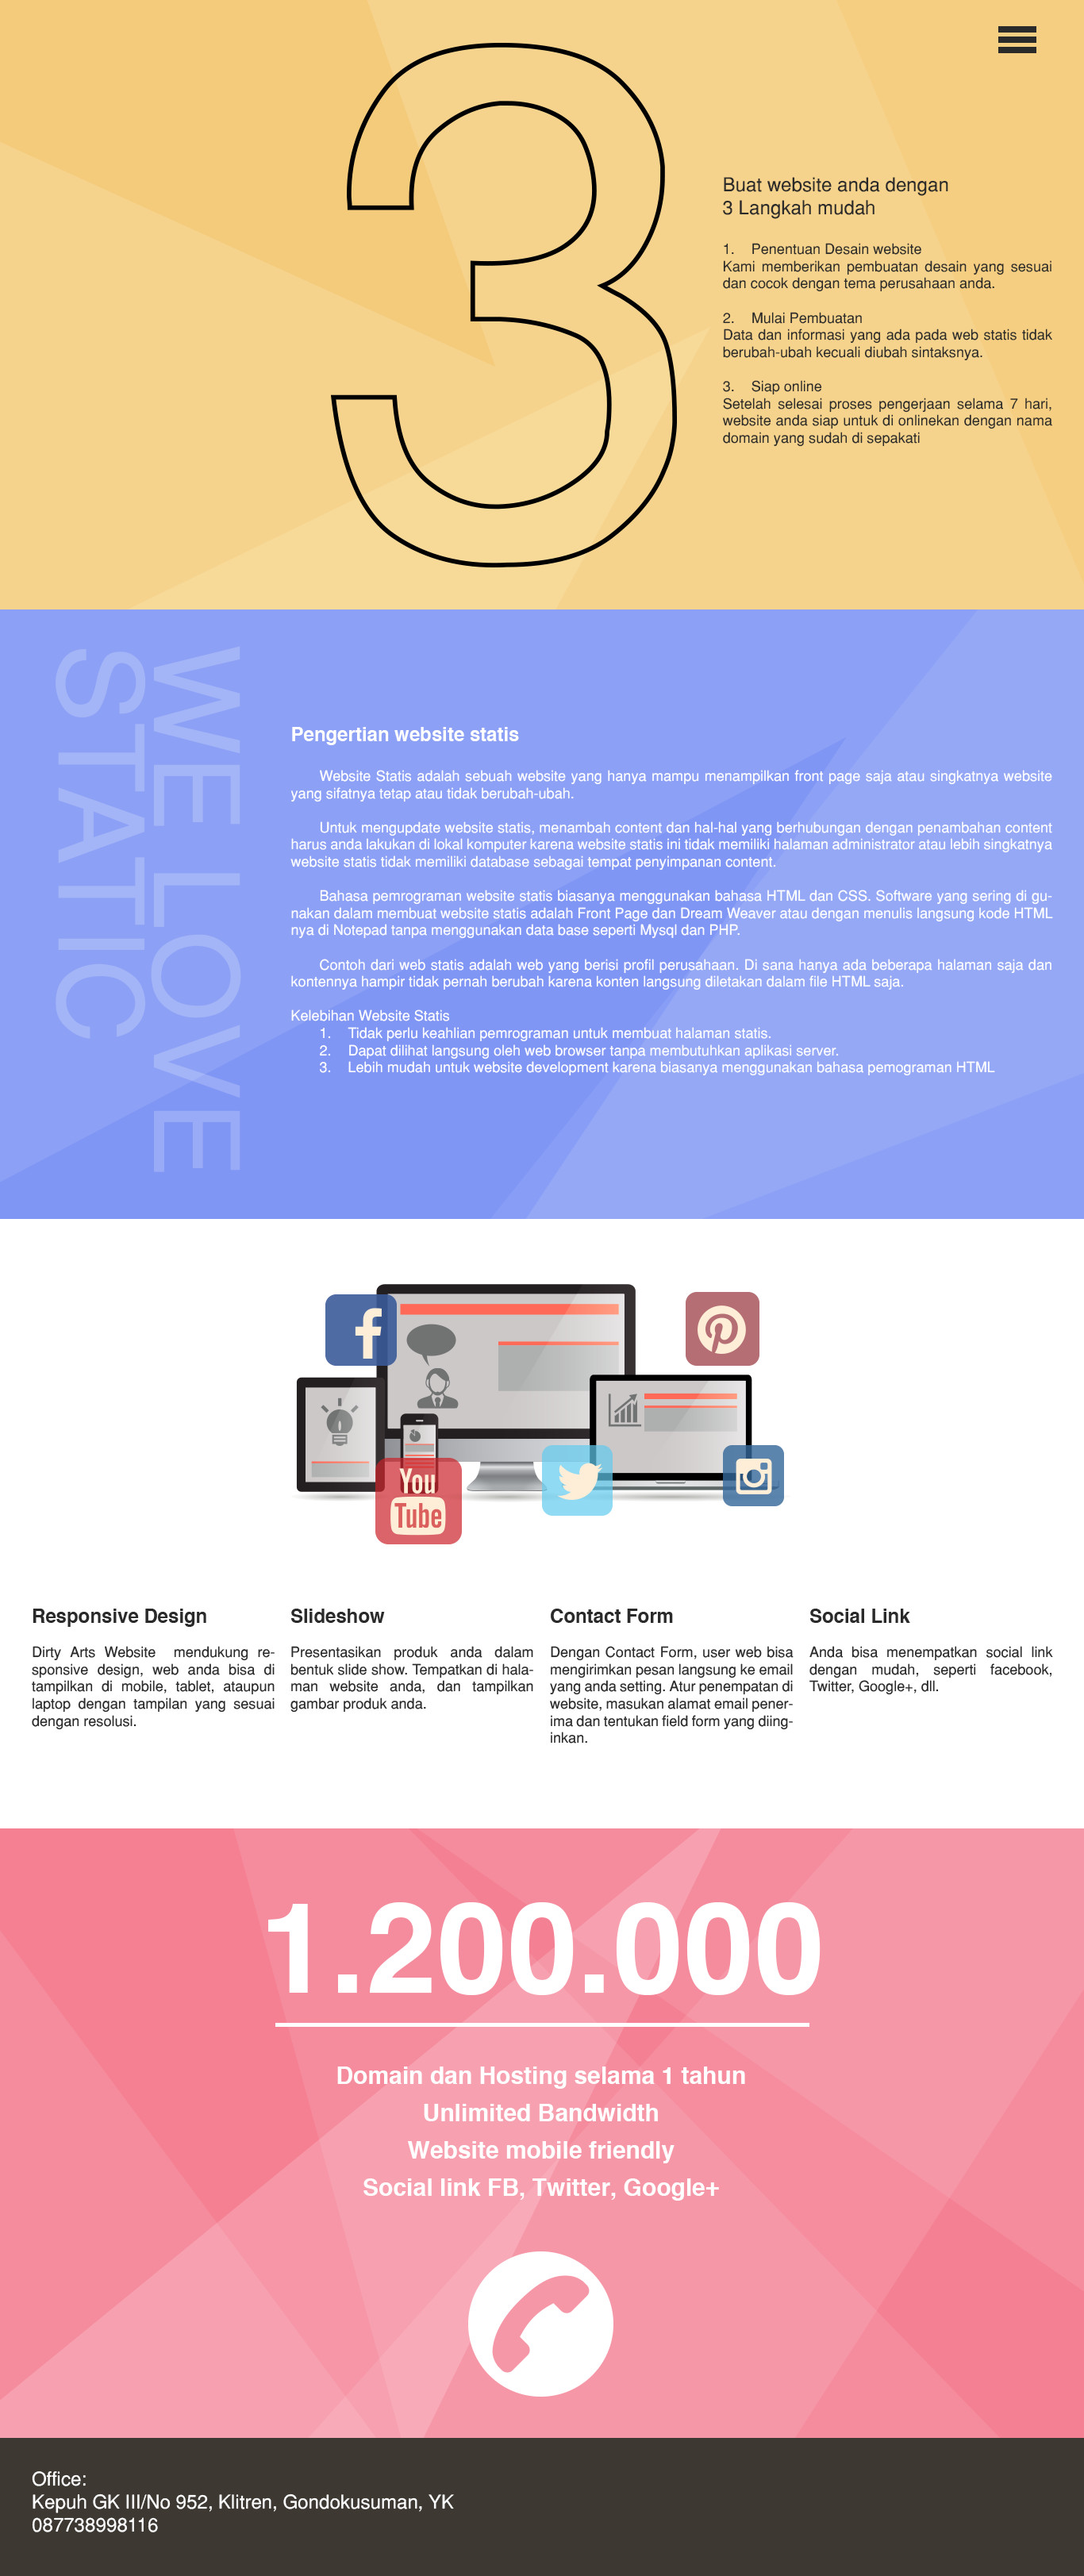 3
Buat website anda dengan
3 Langkah mudah
1. Penentuan Desain website
Kami memberikan pembuatan desain yang sesuai
dan cocok dengan tema perusahaan anda.
2. Mulai Pembuatan
Data dan informasi yang ada pada web statis tidak
berubah-ubah kecuali diubah sintaksnya.
3. Siap online
Setelah selesai proses pengerjaan selama 7 hari,
website anda siap untuk di onlinekan dengan nama
domain yang sudah di sepakati
WE LOVE
STATIC
Pengertian website statis
Website Statis adalah sebuah website yang hanya mampu menampilkan front page saja atau singkatnya website
yang sifatnya tetap atau tidak berubah-ubah.
Untuk mengupdate website statis, menambah content dan hal-hal yang berhubungan dengan penambahan content
harus anda lakukan di lokal komputer karena website statis ini tidak memiliki halaman administrator atau lebih singkatnya
website statis tidak memiliki database sebagai tempat penyimpanan content.
Bahasa pemrograman website statis biasanya menggunakan bahasa HTML dan CSS. Software yang sering di gu-
nakan dalam membuat website statis adalah Front Page dan Dream Weaver atau dengan menulis langsung kode HTML
nya di Notepad tanpa menggunakan data base seperti Mysql dan PHP.
Contoh dari web statis adalah web yang berisi profil perusahaan. Di sana hanya ada beberapa halaman saja dan
kontennya hampir tidak pernah berubah karena konten langsung diletakan dalam file HTML saja.
Kelebihan Website Statis
1. Tidak perlu keahlian pemrograman untuk membuat halaman statis.
2. Dapat dilihat langsung oleh web browser tanpa membutuhkan aplikasi server.
3. Lebih mudah untuk website development karena biasanya menggunakan bahasa pemograman HTML
You
Tube
Responsive Design
Dirty Arts Website mendukung re-
sponsive design, web anda bisa di
tampilkan di mobile, tablet, ataupun
laptop dengan tampilan yang sesuai
dengan resolusi.
Slideshow
Presentasikan produk anda dalam
bentuk slide show. Tempatkan di hala-
man website anda, dan tampilkan
gambar produk anda.
Contact Form
Dengan Contact Form, user web bisa
mengirimkan pesan langsung ke email
yang anda setting. Atur penempatan di
website, masukan alamat email pener-
ima dan tentukan field form yang diing-
inkan.
Social Link
Anda bisa menempatkan social link
dengan mudah, seperti facebook,
Twitter, Google+, dll.
1.200.000
Domain dan Hosting selama 1 tahun
Unlimited Bandwidth
Website mobile friendly
Social link FB, Twitter, Google+
Office:
Kepuh GK III/No 952, Klitren, Gondokusuman, YK
087738998116